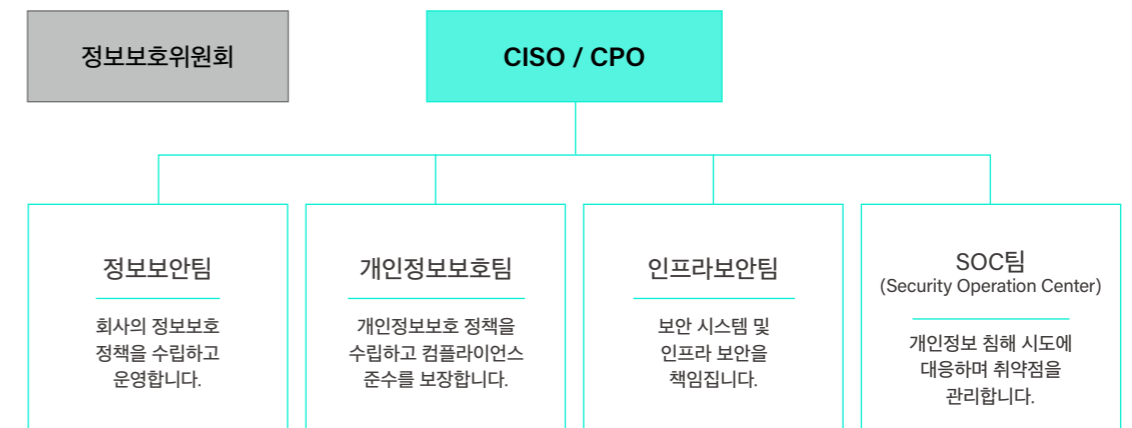 정보보호위원회
CISO / CPO
정보보안팀
회사의 정보보호
정책을 수립하고
운영합니다.
개인정보보호팀
개인정보보호 정책을
수립하고 컴플라이언스
준수를 보장합니다.
인프라보안팀
보안 시스템 및
인프라 보안을
책임집니다.
SOC팀
(Security Operation Center)
개인정보 침해 시도에
대응하며 취약점을
관리합니다.